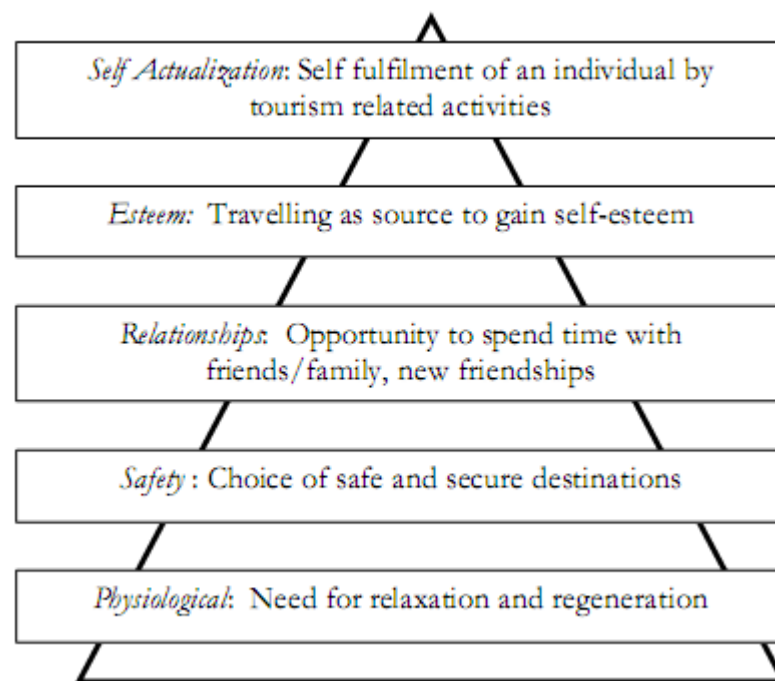 Self Actualization: Self fulfilment of an individual by
tourism related activities
Esteem: Travelling as source to gain self-esteem
Relationships: Opportunity to spend time with
friends/family, new friendships
Safety : Choice of safe and secure destinations
Physiological: Need for relaxation and regeneration